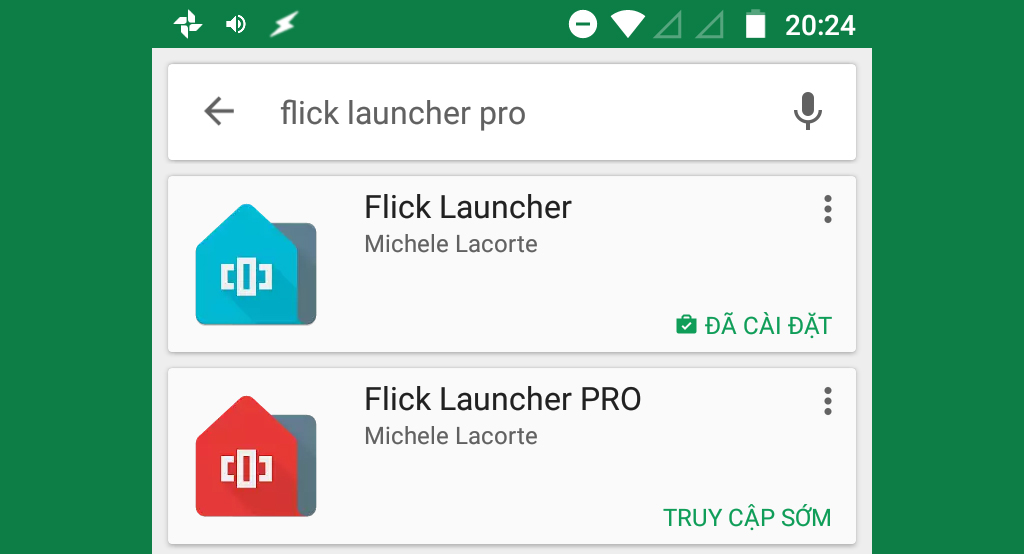 20:24
flick launcher pro
Flick Launcher
Michele Lacorte
ĐÃ CÀI ĐẶT
Flick Launcher PRO
Michele Lacorte
TRUY CẬP SỚM